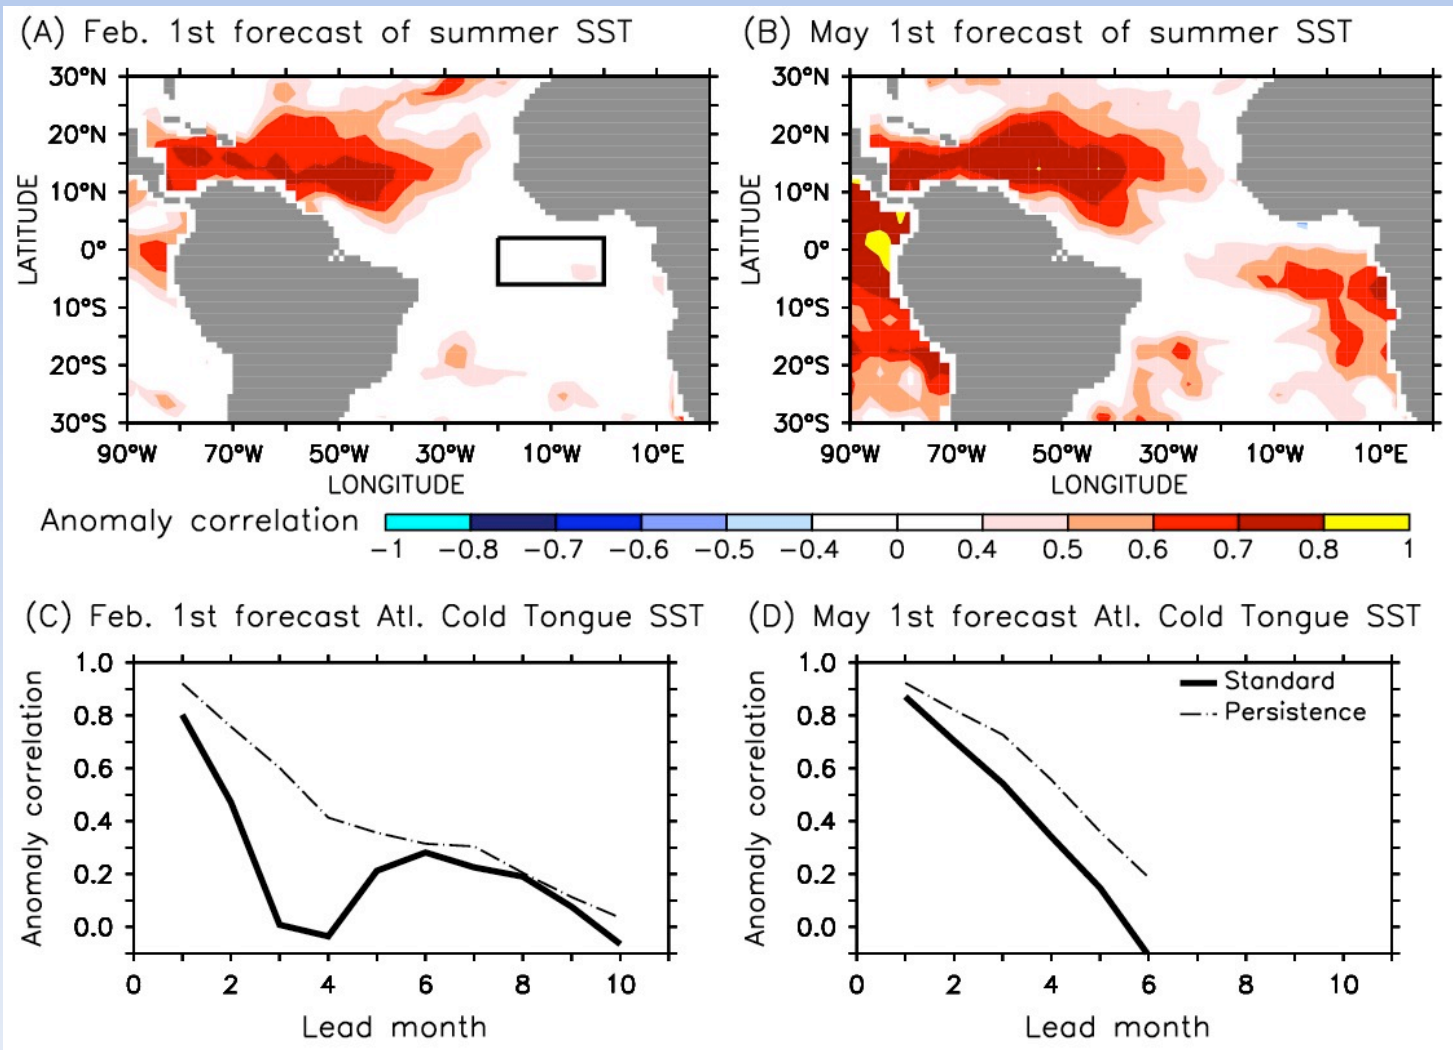 (A) Feb. 1st forecast of summer SST
30°N
20°N
10°N
0°
10°S
20°S
30°S
LATITUDE
90°W 70°W 50°W 30°W 10°W 10°E
LONGITUDE
(B) May 1st forecast of summer SST
30°N
20°N
10°N
0°
10°S
20°S
30°S
LATITUDE
90°W 70°W 50°W 30°W 10°W 10°E
LONGITUDE
Anomaly correlation
-1 -0.8 -0.7 -0.6 -0.5 -0.4 0 0.4 0.5 0.6 0.7 0.8 1
(C) Feb. 1st forecast Atl. Cold Tongue SST
1.0
0.8
0.6
0.4
0.2
0.0
Anomaly correlation
0 2 4 6 8 10
Lead month
(D) May 1st forecast Atl. Cold Tongue SST
Standard
Persistence
1.0
0.8
0.6
0.4
0.2
0.0
Anomaly correlation
0 2 4 6 8 10
Lead month